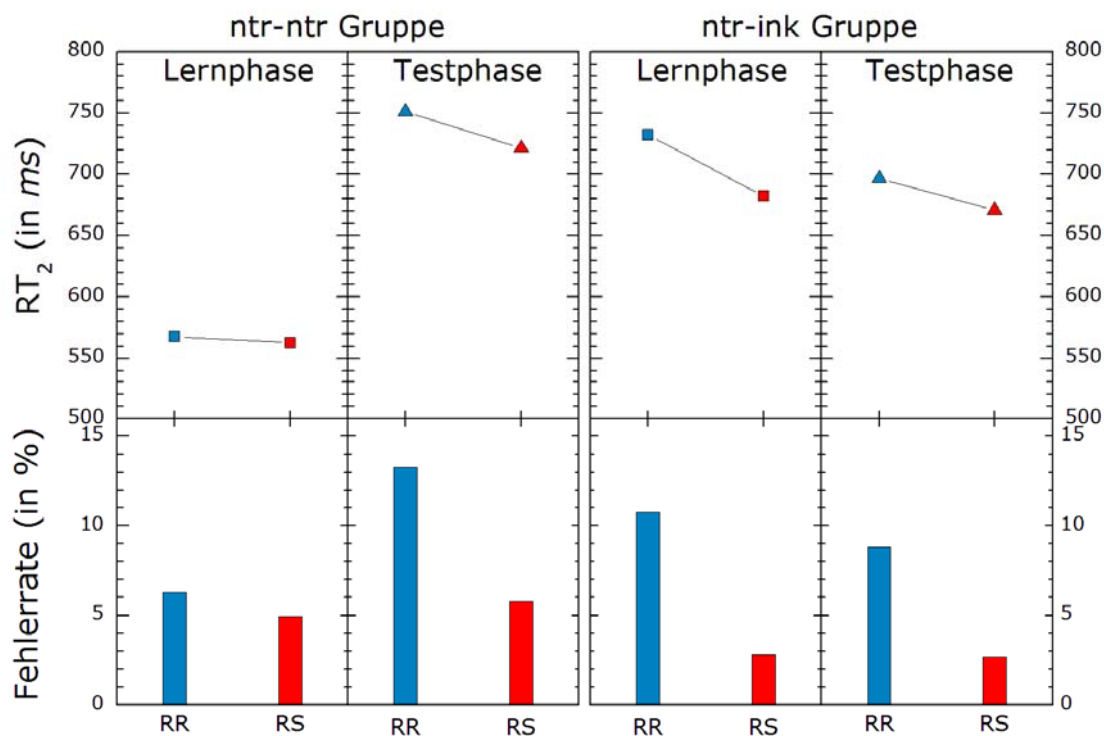 ntr-ntr Gruppe
ntr-ink Gruppe
Lernphase
Testphase
Lernphase
Testphase
RT2 (in ms)
800
750
700
650
600
550
500
800
750
700
650
600
550
500
Fehlerrate (in %)
15
10
5
0
15
10
5
0
RR RS RR RS RR RS RR RS